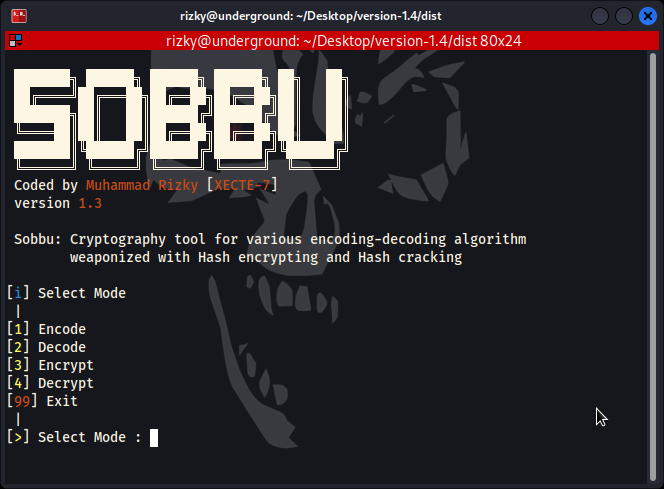 rizky@underground: ~/Desktop/version-1.4/dist
rizky@underground: ~/Desktop/version-1.4/dist 80x24
SOBBU
Coded by Muhammad Rizky [XECTE-7]
version 1.3
Sobbu: Cryptography tool for various encoding-decoding algorithm
weaponized with Hash encrypting and Hash cracking
[i] Select Mode
|
[1] Encode
[2] Decode
[3] Encrypt
[4] Decrypt
[99] Exit
|
[>] Select Mode :